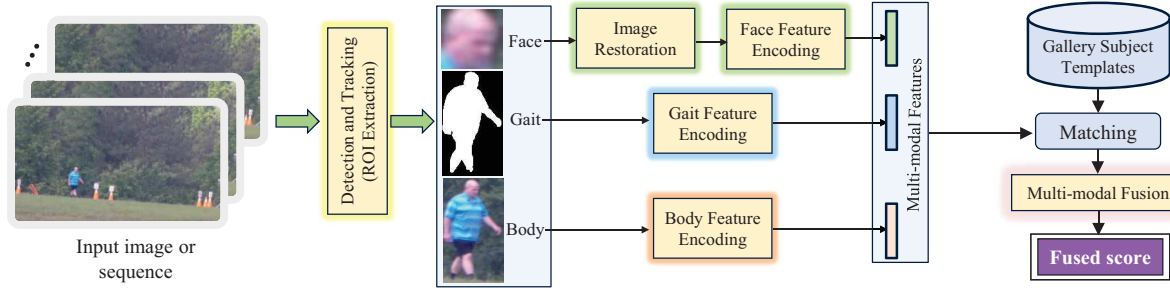 Input image or
sequence
Detection and Tracking
(ROI Extraction)
Face
Gait
Body
Image
Restoration
Face Feature
Encoding
Gait Feature
Encoding
Body Feature
Encoding
Multi-modal Features
Gallery Subject
Templates
Matching
Multi-modal Fusion
Fused score